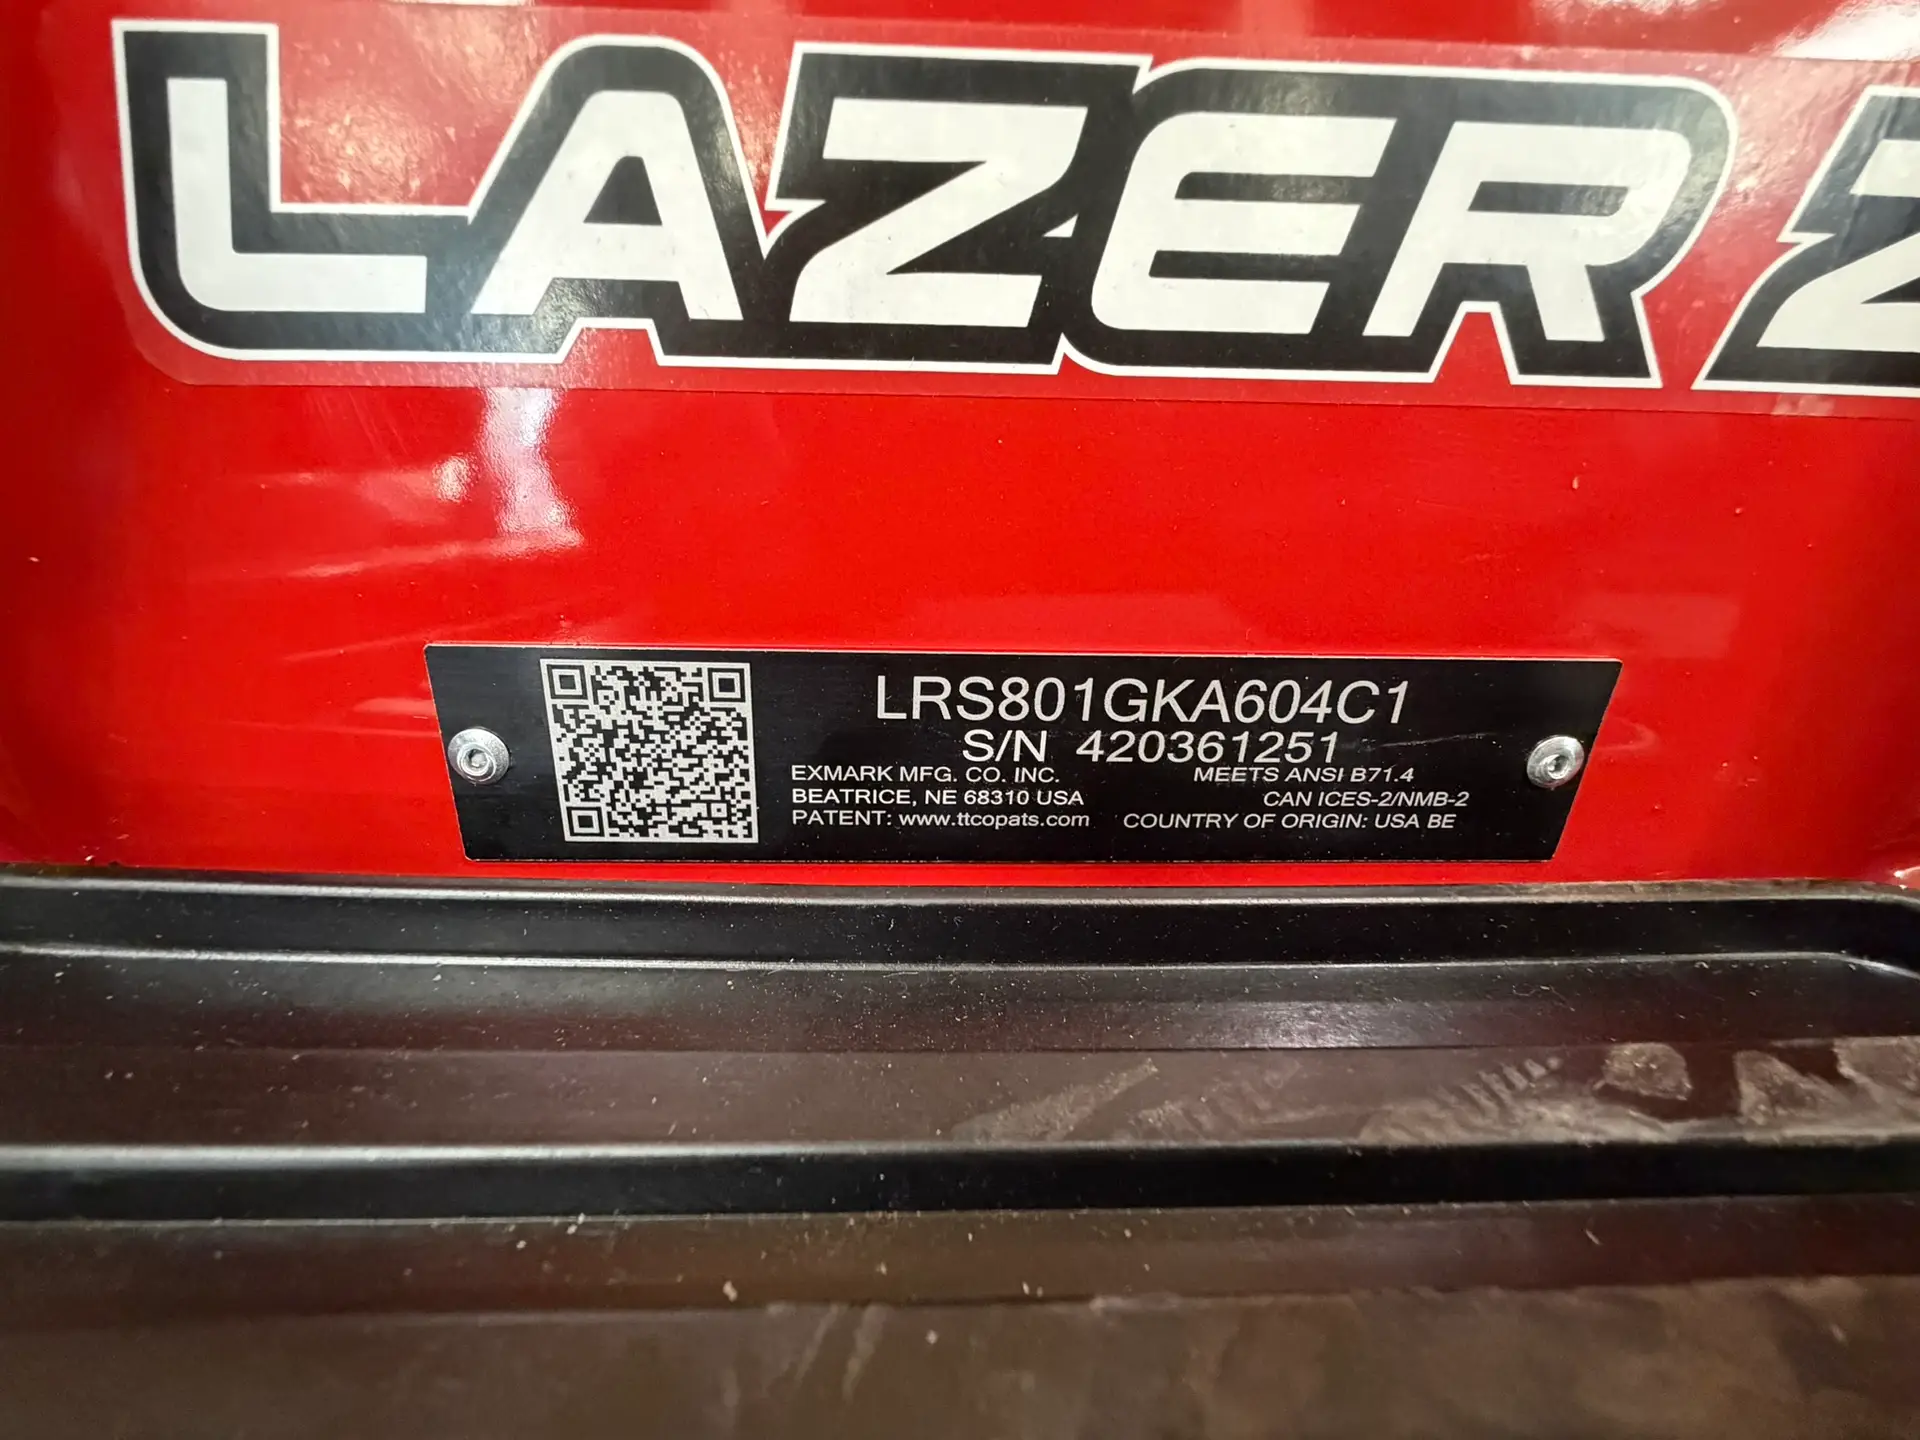 LAZER Z
LRS801GKA604C1
S/N 420361251
EXMARK MFG. CO. INC. MEETS ANSI B71.4
BEATRICE, NE 68310 USA CAN ICES-2/NMB-2
PATENT: www.ttcopats.com COUNTRY OF ORIGIN: USA BE